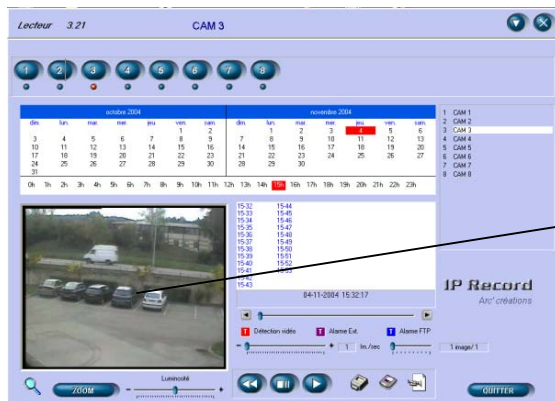 Lecteur 3.21 CAM 3
1 2 3 4 5 6 7 8
octobre 2004 novembre 2004
dim. lun. mar. mer. jeu. ven. sam. dim. lun. mar. mer. jeu. ven. sam.
1 2 1 2 3 4 5 6
3 4 5 6 7 8 9 7 8 9 10 11 12 13
10 11 12 13 14 15 16 14 15 16 17 18 19 20
17 18 19 20 21 22 23 21 22 23 24 25 26 27
24 25 26 27 28 29 30 28 29 30
31
0h 1h 2h 3h 4h 5h 6h 7h 8h 9h 10h 11h 12h 13h 14h 15h 16h 17h 18h 19h 20h 21h 22h 23h
1 CAM 1
2 CAM 2
3 CAM 3
4 CAM 4
5 CAM 5
6 CAM 6
7 CAM 7
8 CAM 8
15-32 15-44
15-33 15-45
15-34 15-46
15-35 15-47
15-36 15-48
15-37 15-49
15-38 15-50
15-39 15-51
15-40 15-52
15-41 15-53
15-42
15-43
04-11-2004 15:32:17
IP Record
Arc' créations
T Détection vidéo T Alarme Ext. T Alarme FTP
- + 1 Im./sec 1 image/1
ZOOM
Luminosité
- +
QUITTER